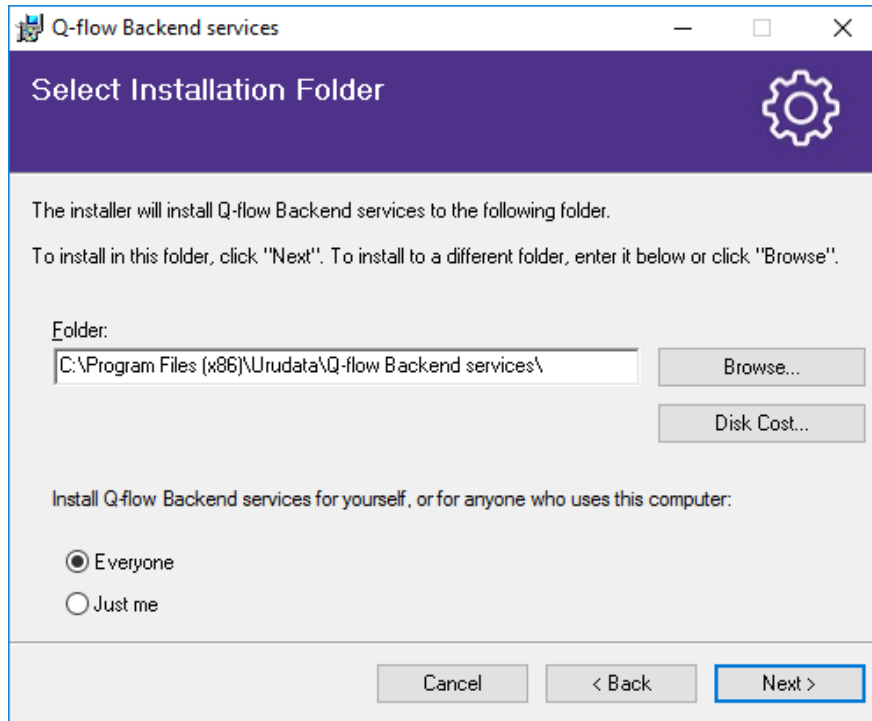 Q-flow Backend services
Select Installation Folder
The installer will install Q-flow Backend services to the following folder.
To install in this folder, click "Next". To install to a different folder, enter it below or click "Browse".
Folder:
C:\Program Files (x86)\Urudata\Q-flow Backend services\
Browse...
Disk Cost...
Install Q-flow Backend services for yourself, or for anyone who uses this computer:
Everyone
Just me
Cancel
< Back
Next >